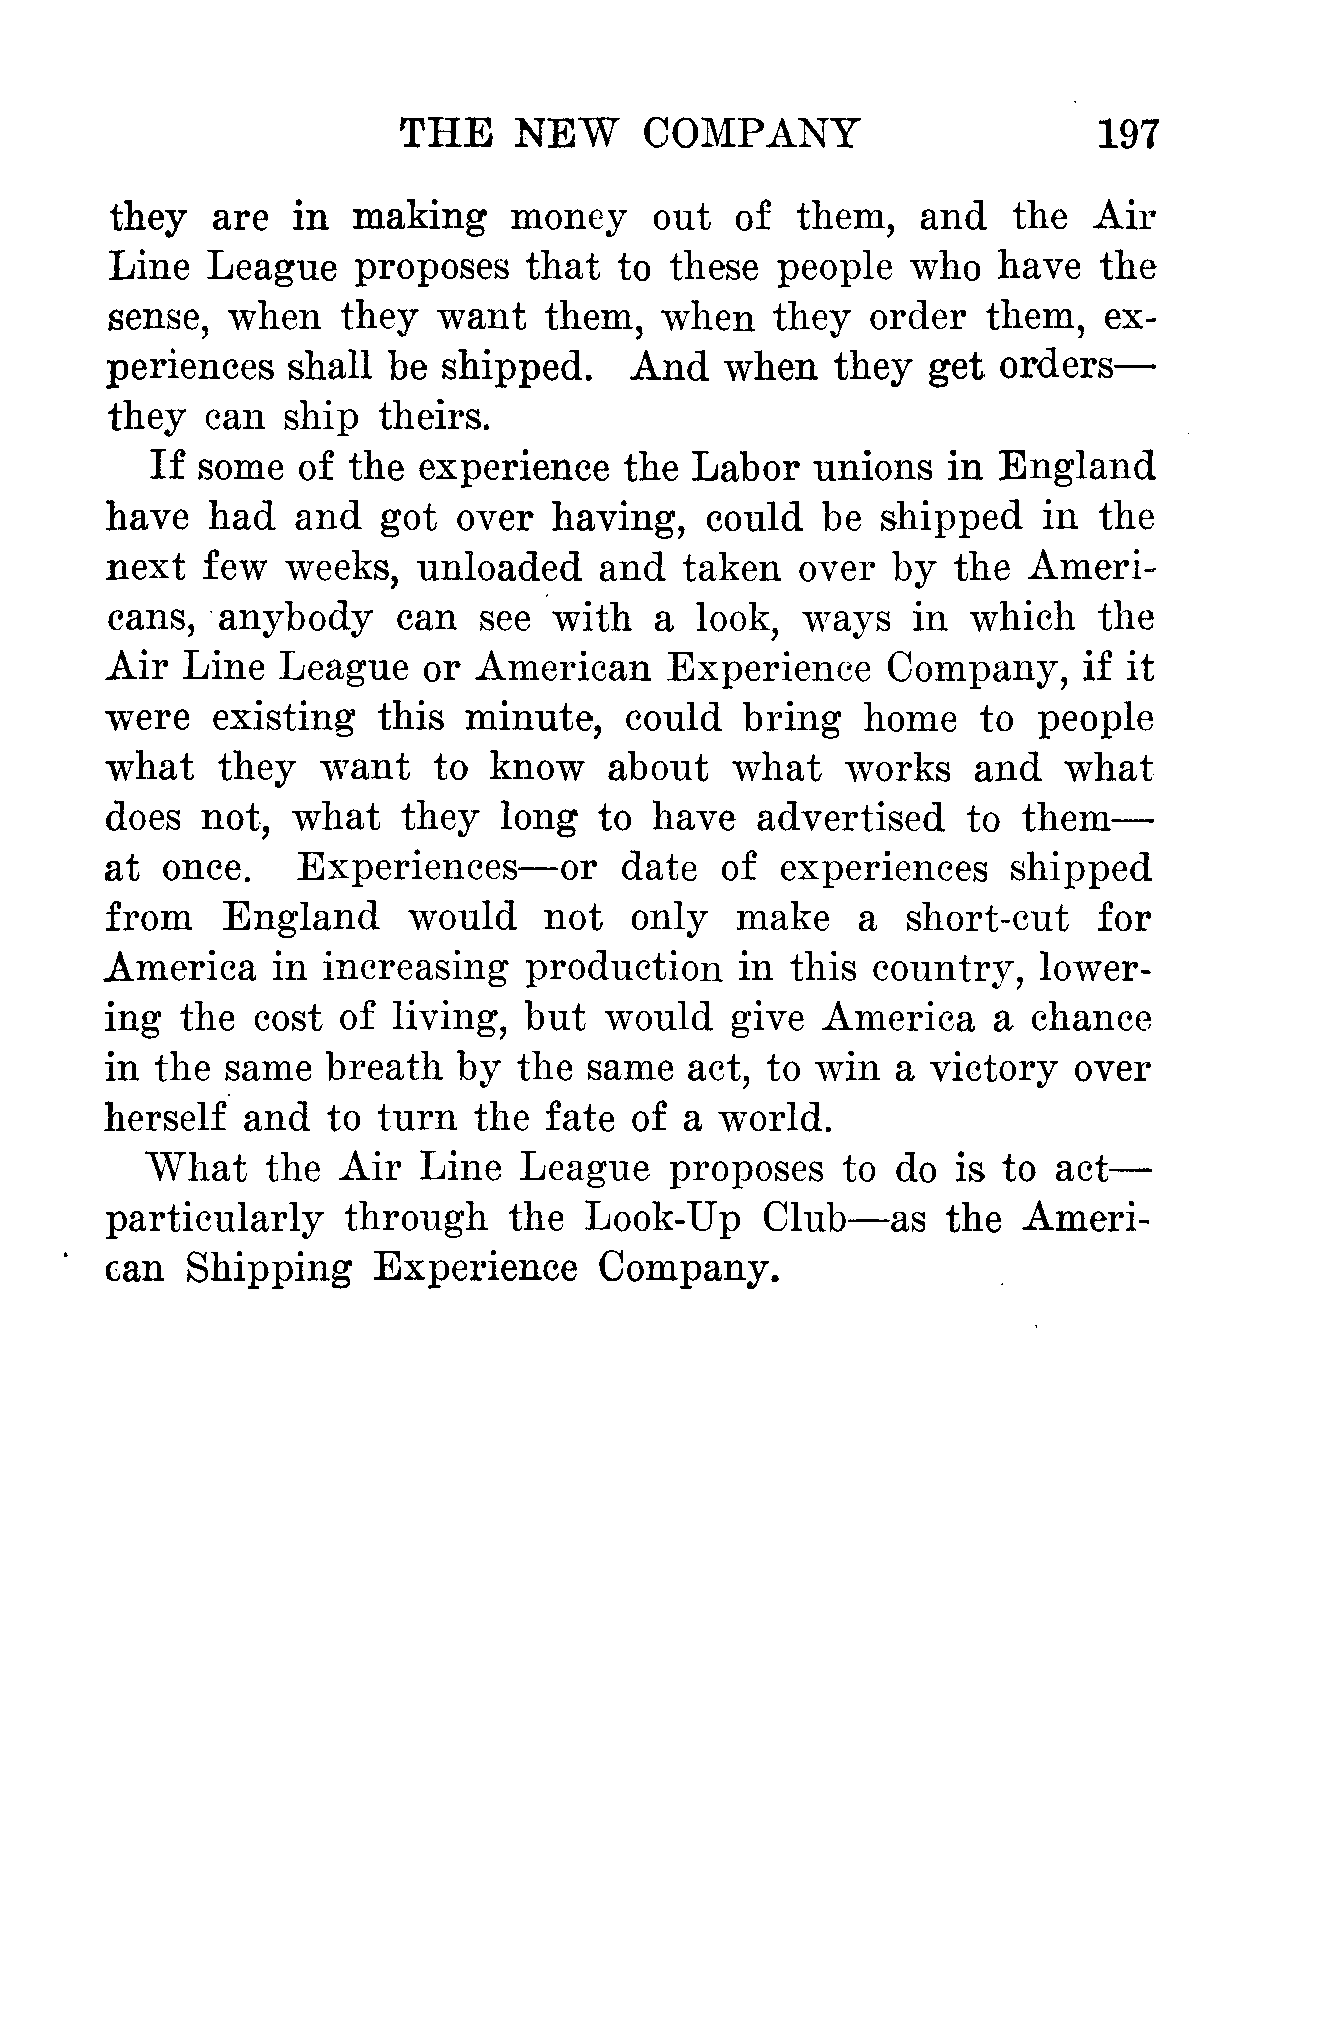 THE NEW COMPANY 197
they are in making money out of them, and the Air
Line League proposes that to these people who have the
sense, when they want them, when they order them, ex-
periences shall be shipped. And when they get orders—
they can ship theirs.
If some of the experience the Labor unions in England
have had and got over having, could be shipped in the
next few weeks, unloaded and taken over by the Ameri-
cans, anybody can see with a look, ways in which the
Air Line League or American Experience Company, if it
were existing this minute, could bring home to people
what they want to know about what works and what
does not, what they long to have advertised to them—
at once. Experiences—or date of experiences shipped
from England would not only make a short-cut for
America in increasing production in this country, lower-
ing the cost of living, but would give America a chance
in the same breath by the same act, to win a victory over
herself and to turn the fate of a world.
What the Air Line League proposes to do is to act—
particularly through the Look-Up Club—as the Ameri-
can Shipping Experience Company.